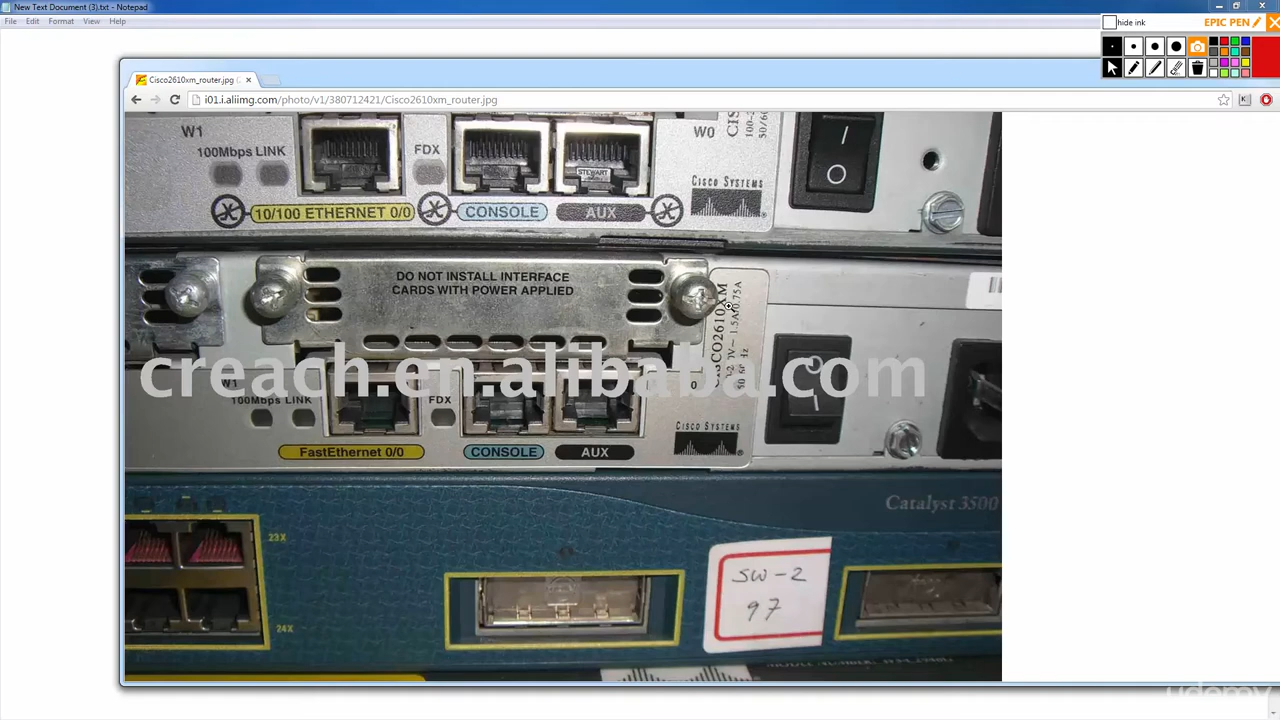 New Text Document (3).txt - Notepad
File Edit Format View Help
hide ink
EPIC PEN
Cisco2610xm_router.jpg
i01.i.aliimg.com/photo/v1/380712421/Cisco2610xm_router.jpg
W1
100Mbps LINK
FDX
STEWART
W0
CISCO SYSTEMS
10/100 ETHERNET 0/0
CONSOLE
AUX
DO NOT INSTALL INTERFACE
CARDS WITH POWER APPLIED
CISCO2610XM
creach.en.alibaba.com
W1
100Mbps LINK
FDX
FastEthernet 0/0
CONSOLE
AUX
CISCO SYSTEMS
Catalyst 3500
23X
24X
SW-2
97
udemy